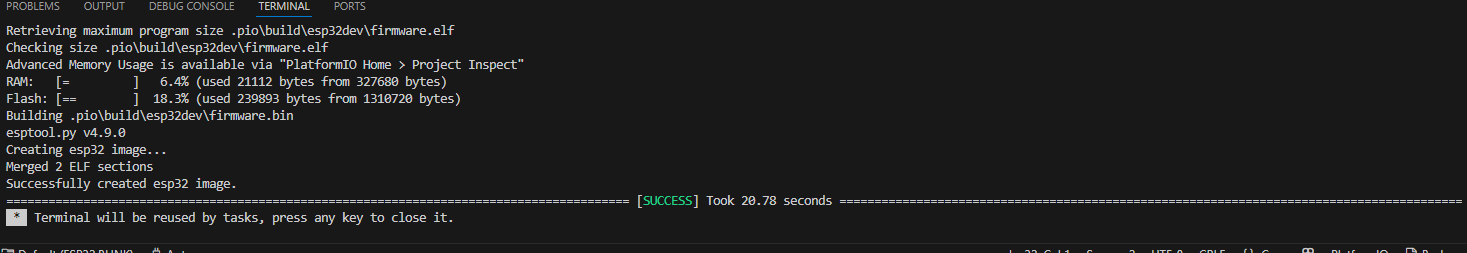 PROBLEMS OUTPUT DEBUG CONSOLE TERMINAL PORTS
Retrieving maximum program size .pio\build\esp32dev\firmware.elf
Checking size .pio\build\esp32dev\firmware.elf
Advanced Memory Usage is available via "PlatformIO Home > Project Inspect"
RAM:   [=         ]   6.4% (used 21112 bytes from 327680 bytes)
Flash: [==        ]  18.3% (used 239893 bytes from 1310720 bytes)
Building .pio\build\esp32dev\firmware.bin
esptool.py v4.9.0
Creating esp32 image...
Merged 2 ELF sections
Successfully created esp32 image.
========================================================================================= [SUCCESS] Took 20.78 seconds =========================================================================================
* Terminal will be reused by tasks, press any key to close it.